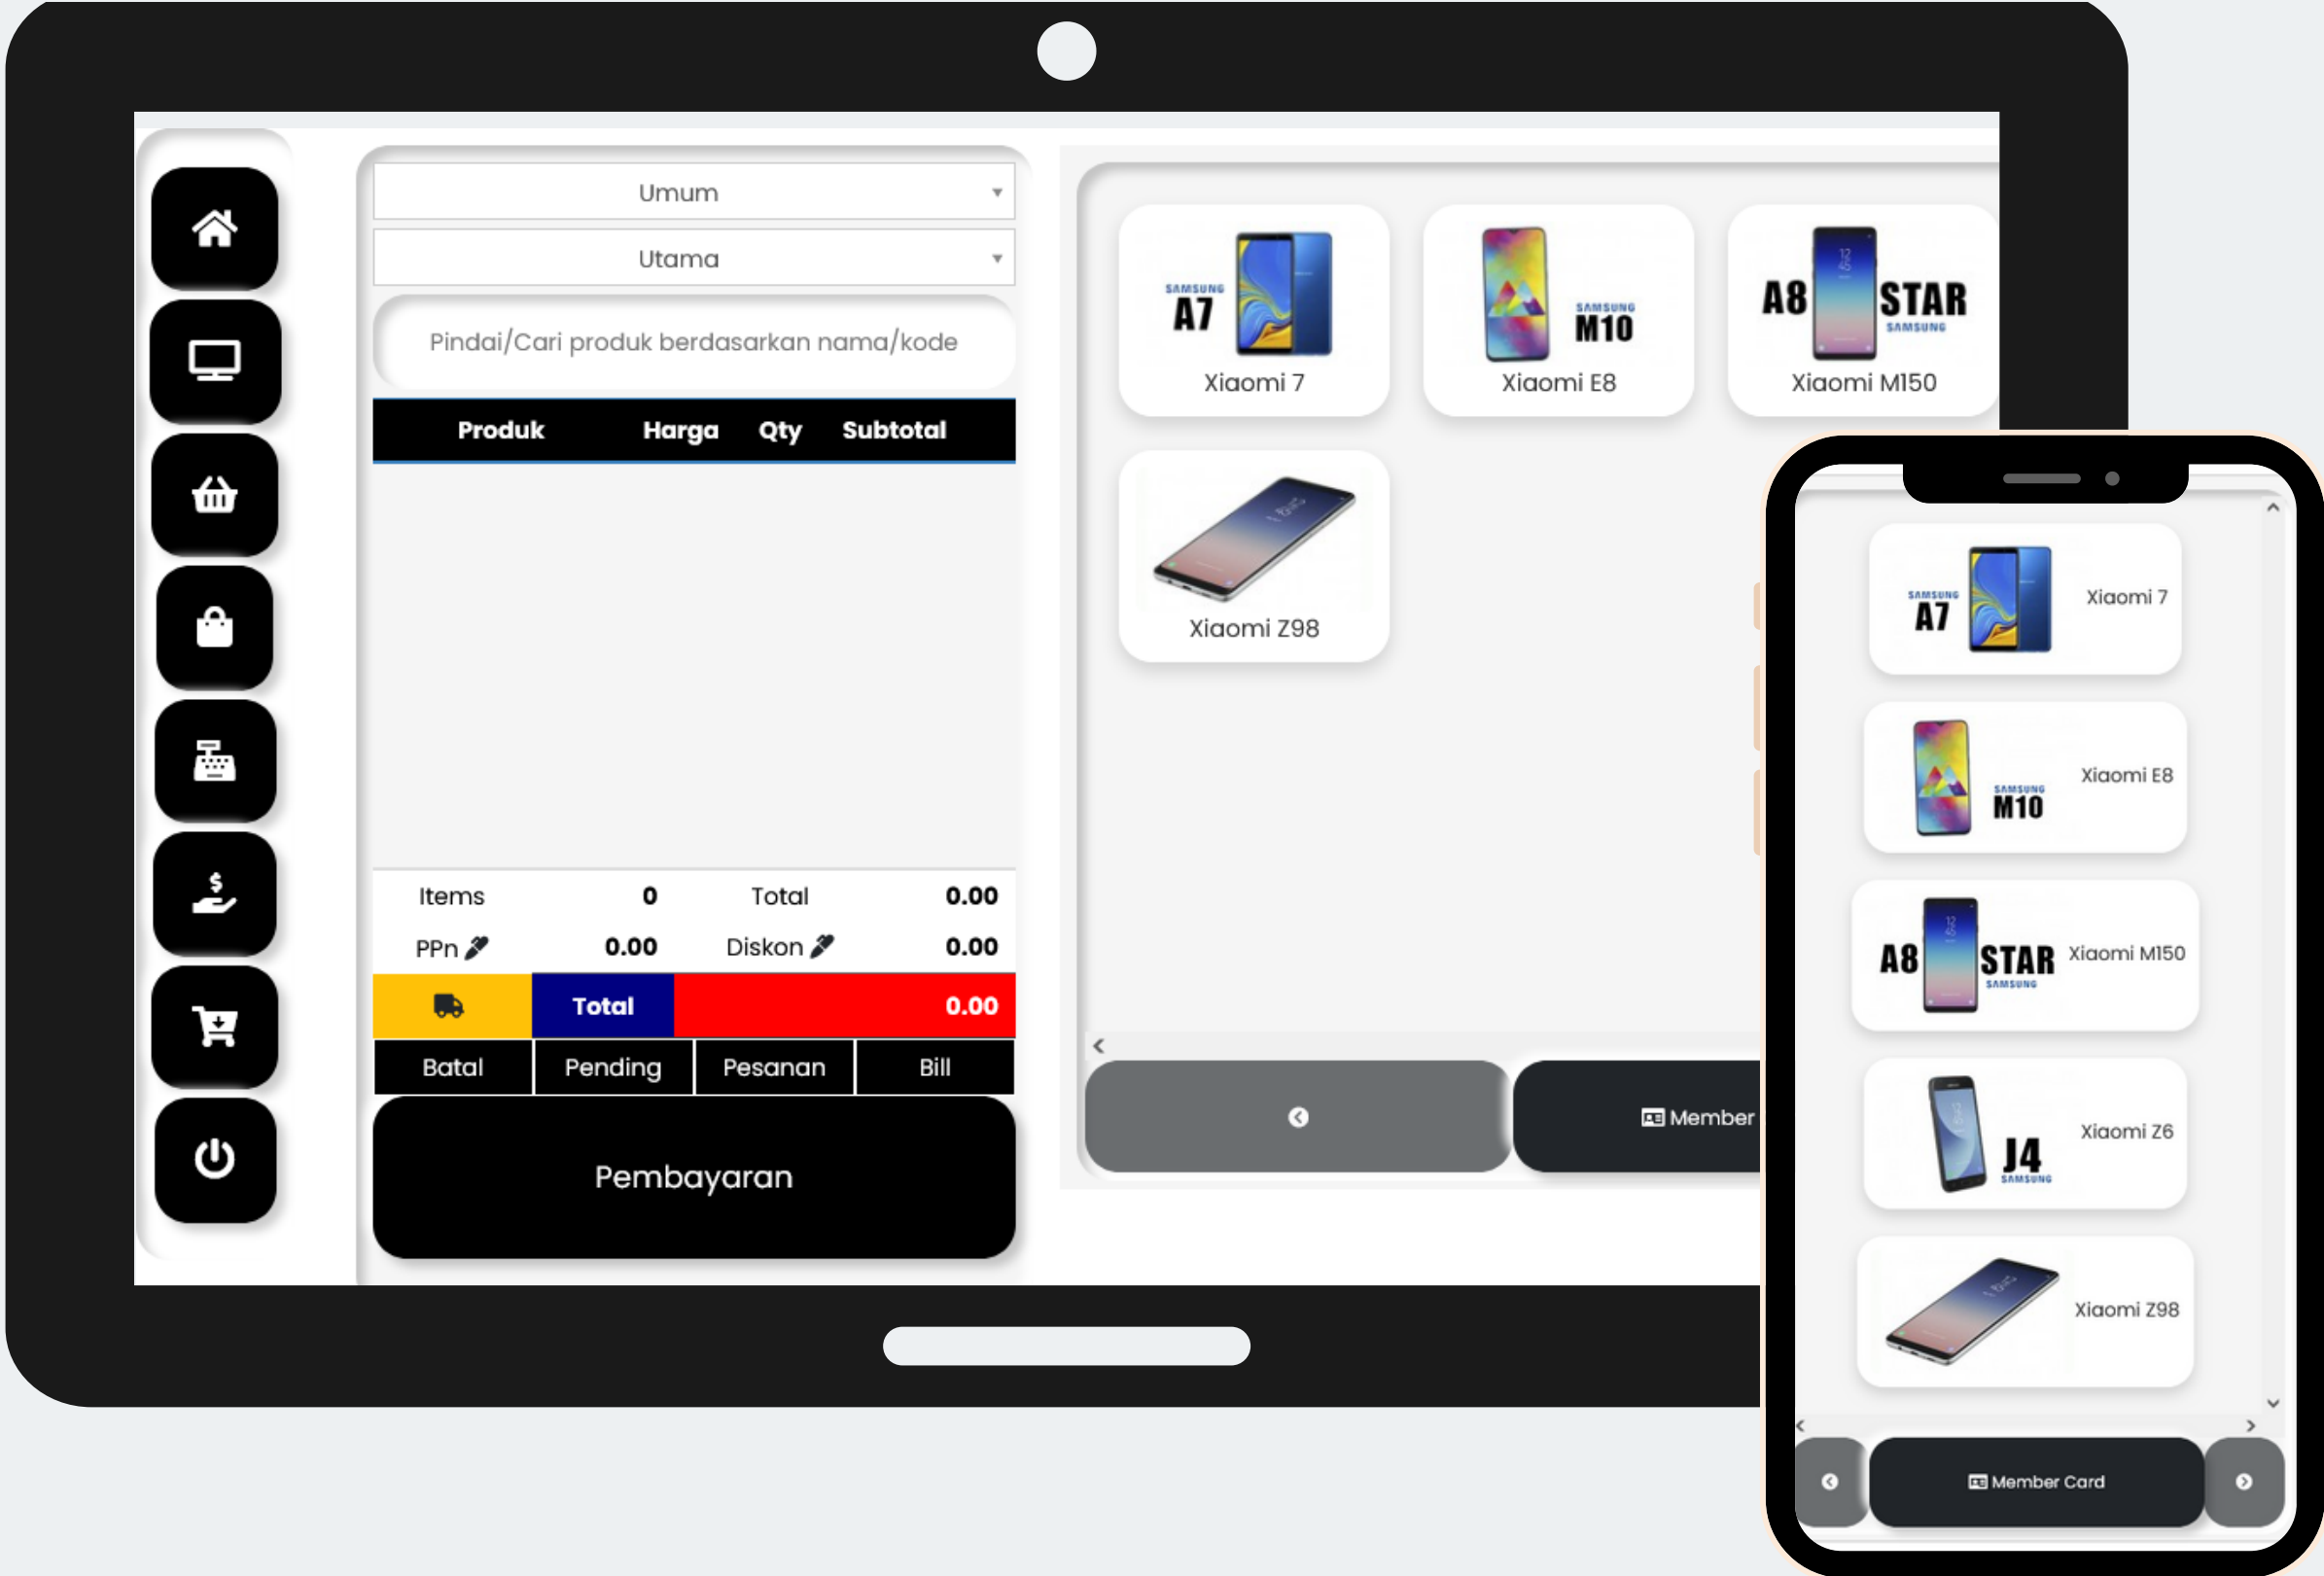 Umum
Utama
Pindai/Cari produk berdasarkan nama/kode
Produk Harga Qty Subtotal
Items 0 Total 0.00
PPn 0.00 Diskon 0.00
Total 0.00
Batal Pending Pesanan Bill
Pembayaran
SAMSUNG
A7
Xiaomi 7
SAMSUNG
M10
Xiaomi E8
A8 STAR
SAMSUNG
Xiaomi M150
Xiaomi Z98
Member
SAMSUNG
A7
Xiaomi 7
Xiaomi E8
SAMSUNG
M10
A8 STAR
SAMSUNG
Xiaomi M150
Xiaomi Z6
J4
SAMSUNG
Xiaomi Z98
Member Card